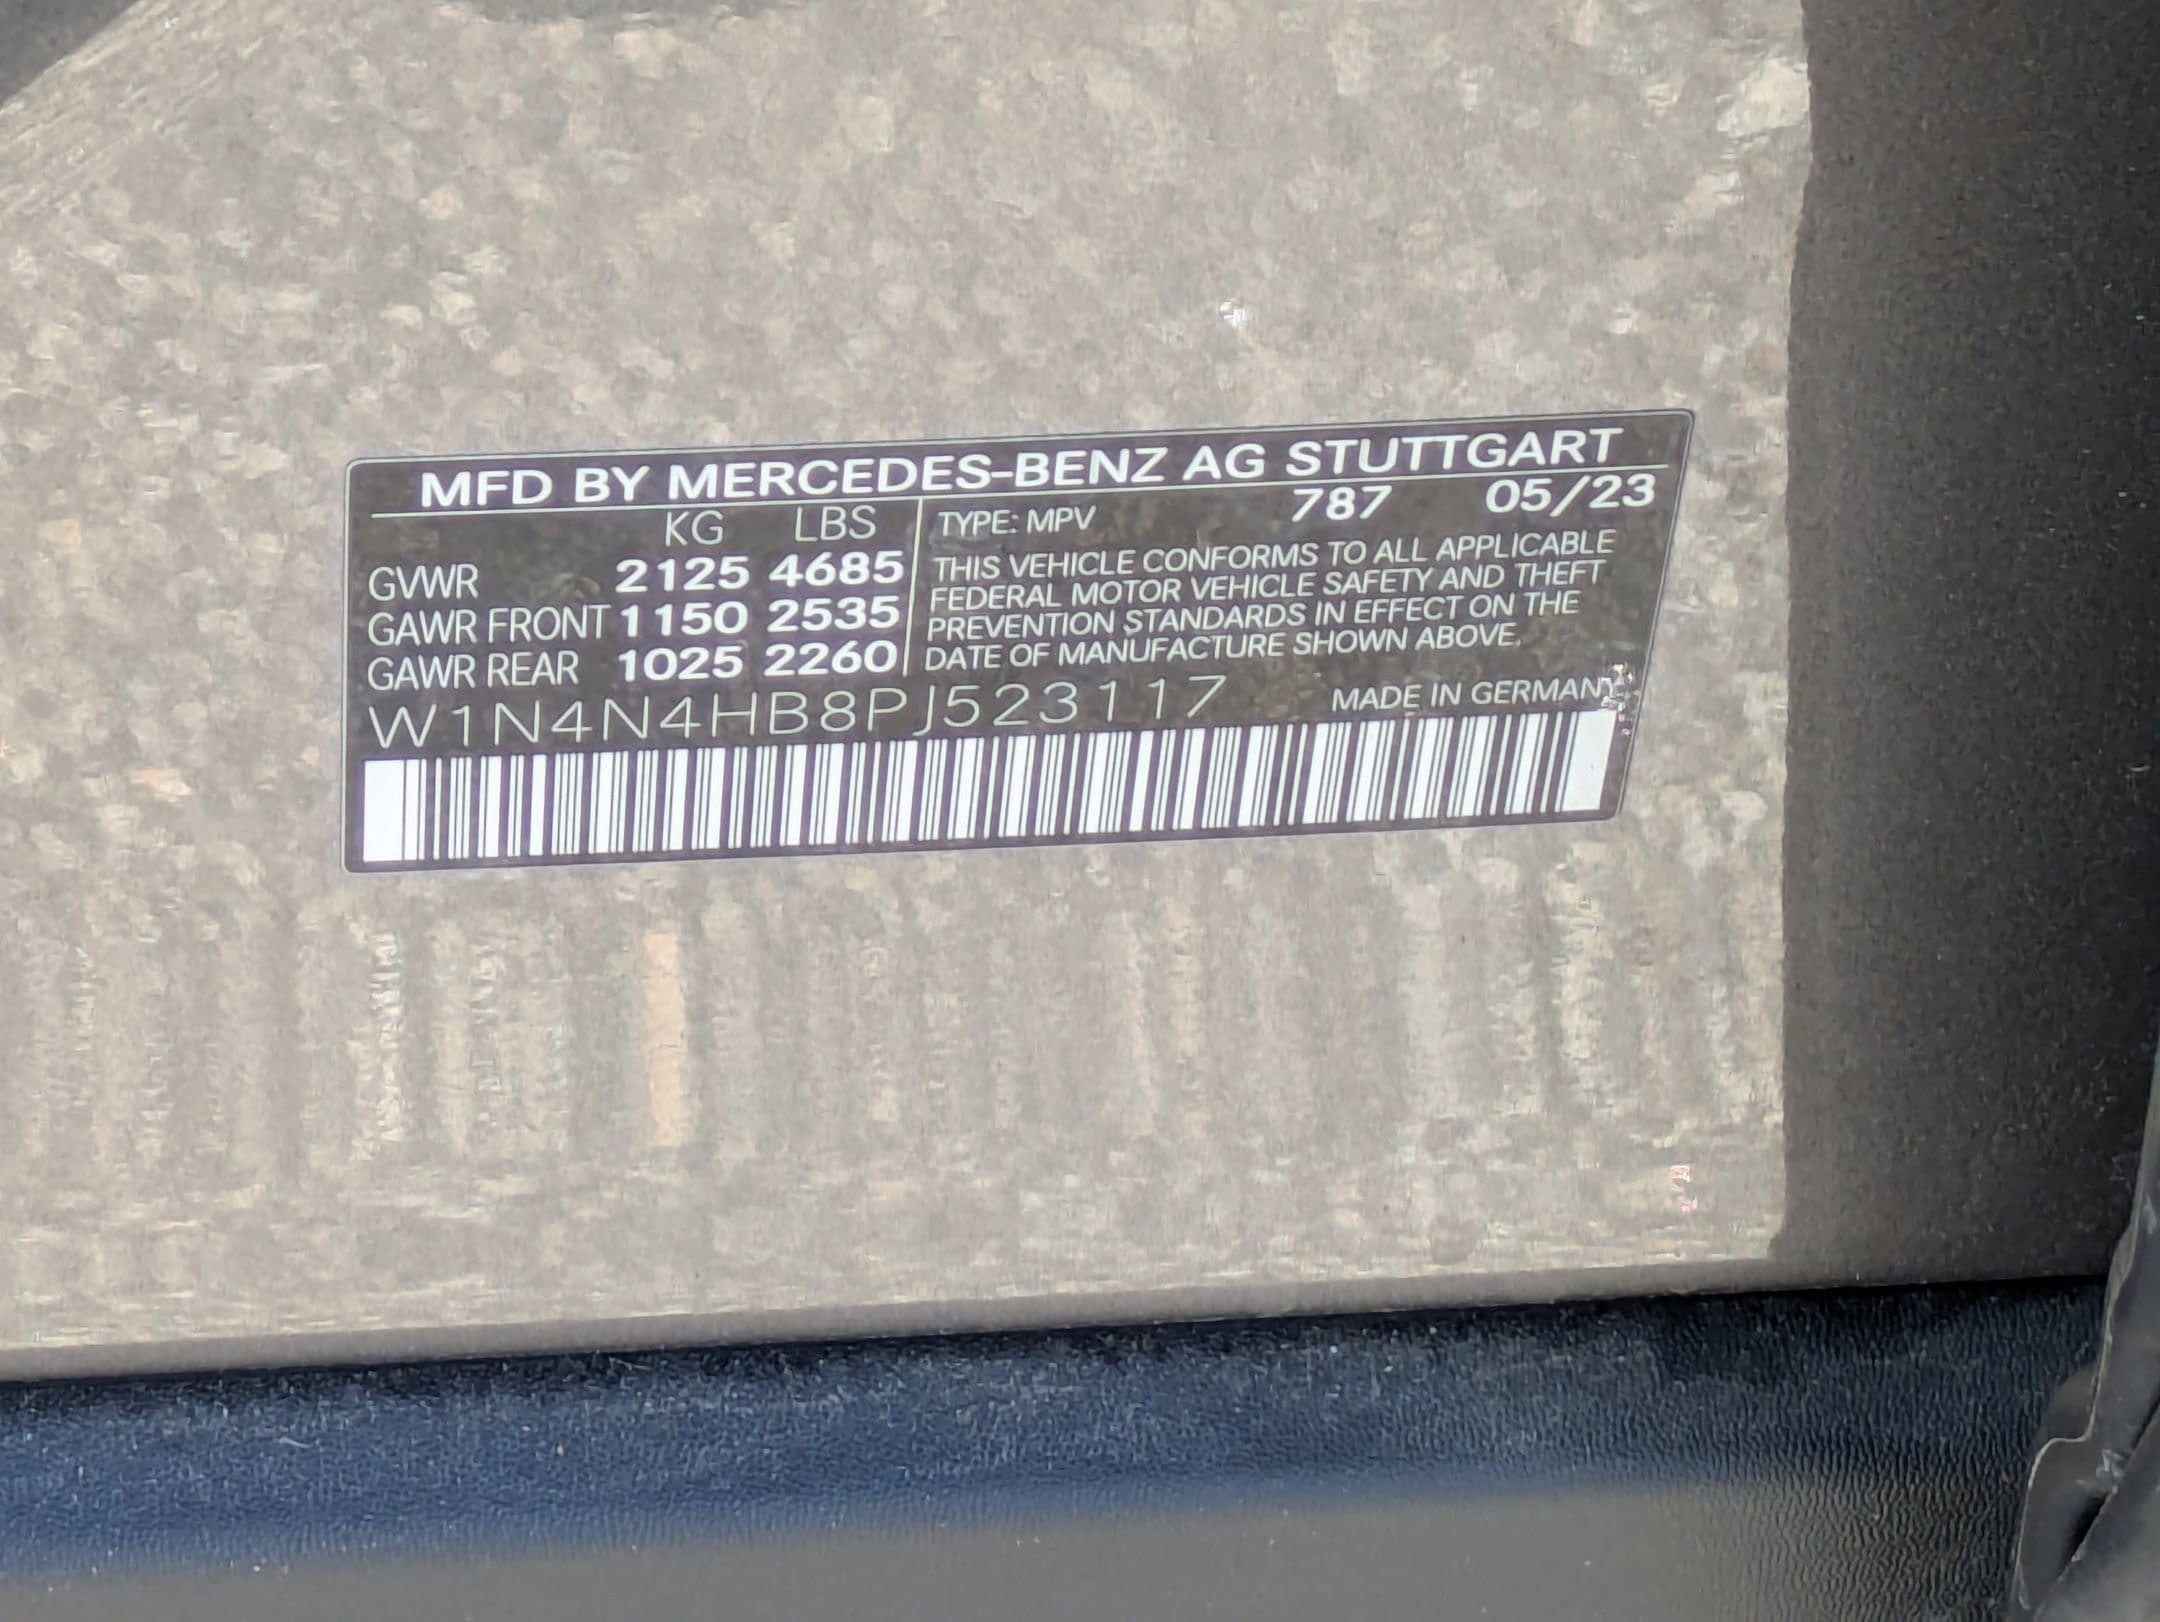 MFD BY MERCEDES-BENZ AG STUTTGART
KG LBS
GVWR 2125 4685
GAWR FRONT 1150 2535
GAWR REAR 1025 2260
TYPE: MPV 787 05/23
THIS VEHICLE CONFORMS TO ALL APPLICABLE
FEDERAL MOTOR VEHICLE SAFETY AND THEFT
PREVENTION STANDARDS IN EFFECT ON THE
DATE OF MANUFACTURE SHOWN ABOVE.
W1N4N4HB8PJ523117 MADE IN GERMANY